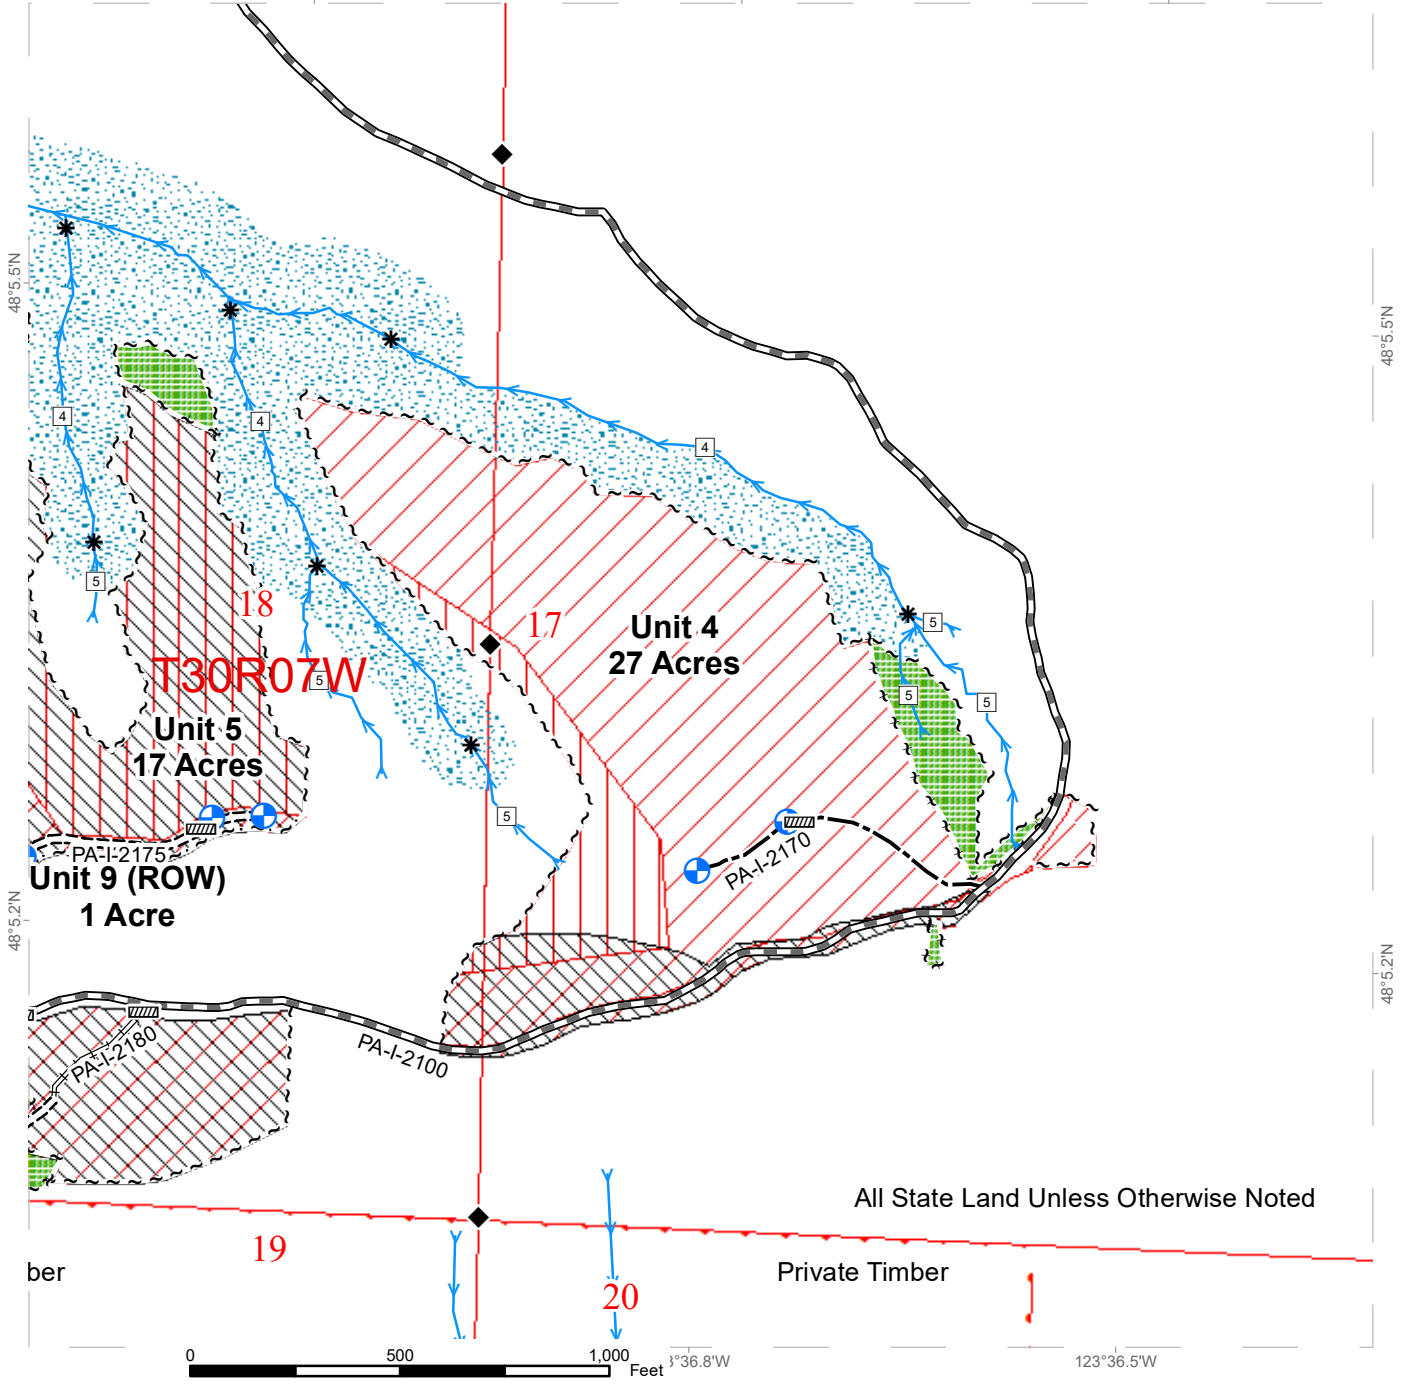 48°5.5'N
48°5.5'N
4
4
4
5
18
17
Unit 4
27 Acres
5
T30R07W
5
5
5
Unit 5
17 Acres
5
PA-I-2175
PA-I-2170
Unit 9 (ROW)
1 Acre
48°5.2'N
48°5.2'N
PA-I-2180
PA-I-2100
All State Land Unless Otherwise Noted
19
ber
Private Timber
20
0 500 1,000
Feet
3°36.8'W
123°36.5'W